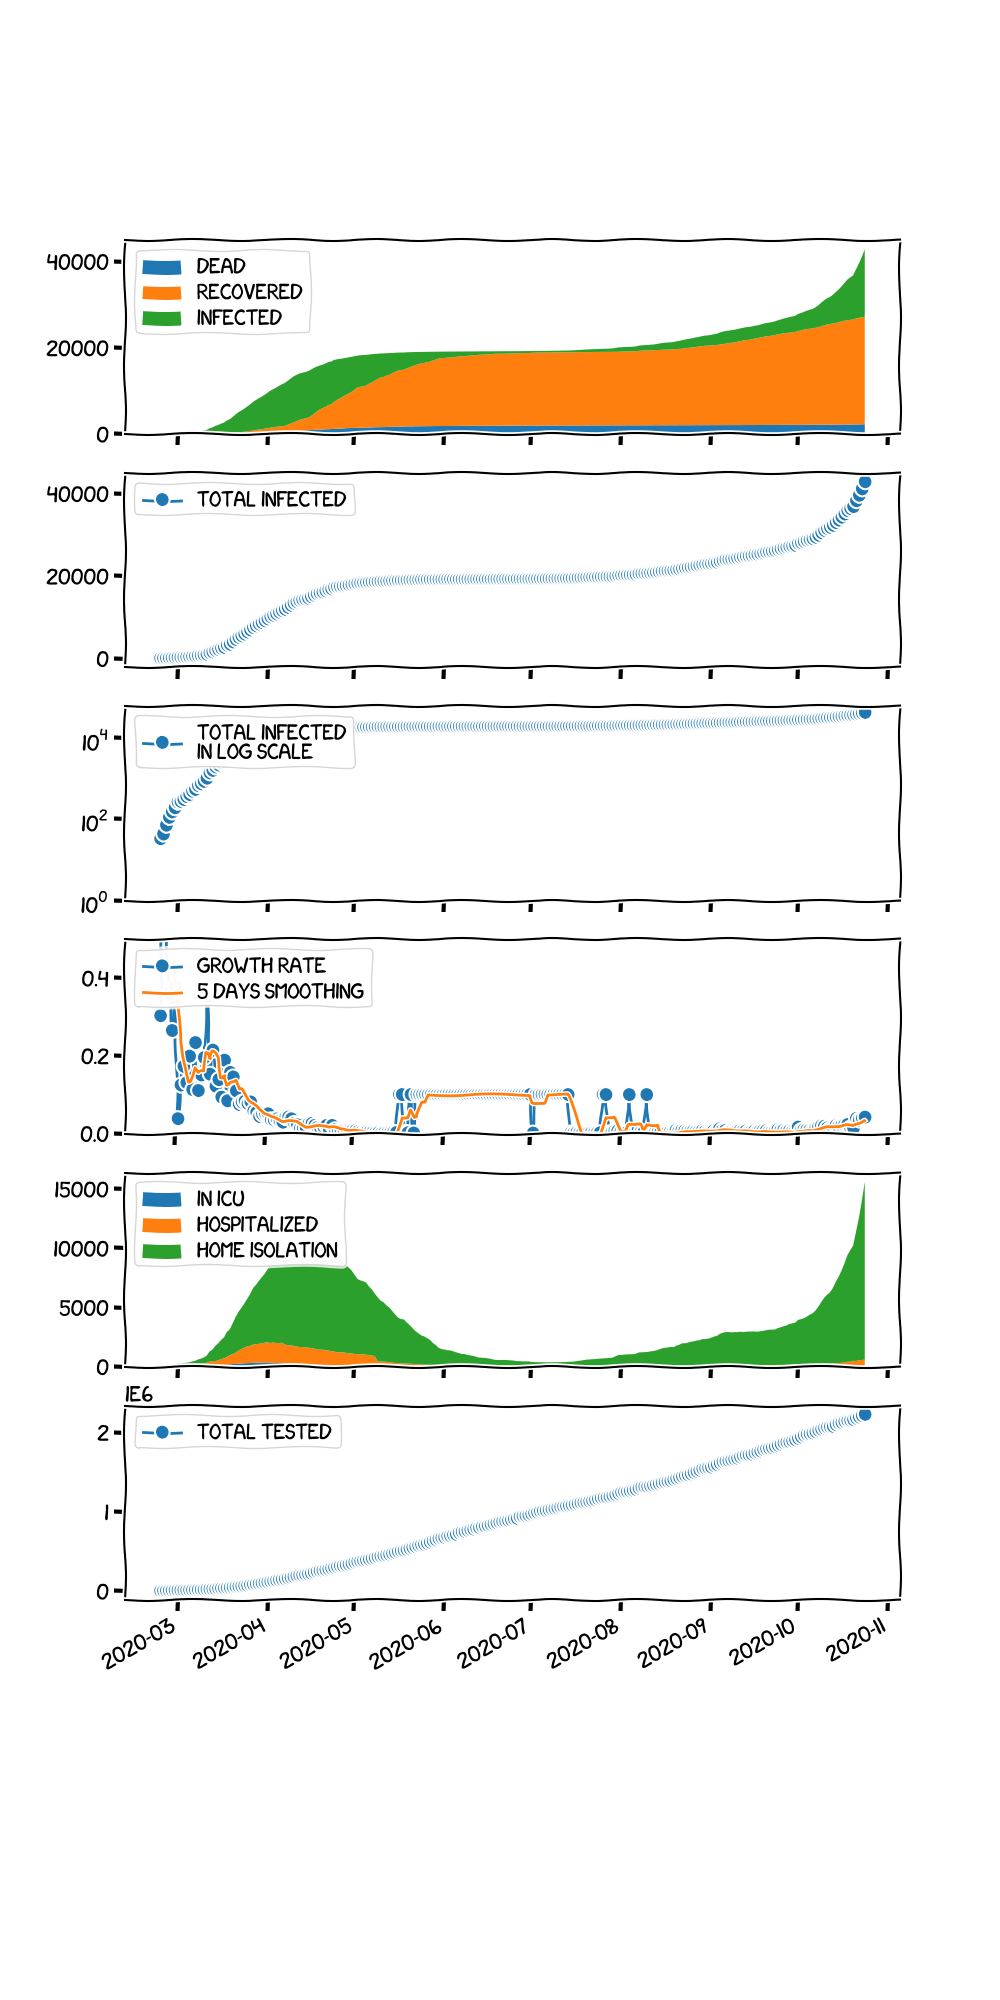 40000
20000
0
DEAD
RECOVERED
INFECTED
40000
20000
0
TOTAL INFECTED
10⁴
10²
10⁰
TOTAL INFECTED
IN LOG SCALE
0.4
0.2
0.0
GROWTH RATE
5 DAYS SMOOTHING
15000
10000
5000
0
IN ICU
HOSPITALIZED
HOME ISOLATION
1E6
2
1
0
TOTAL TESTED
2020-03 2020-04 2020-05 2020-06 2020-07 2020-08 2020-09 2020-10 2020-11